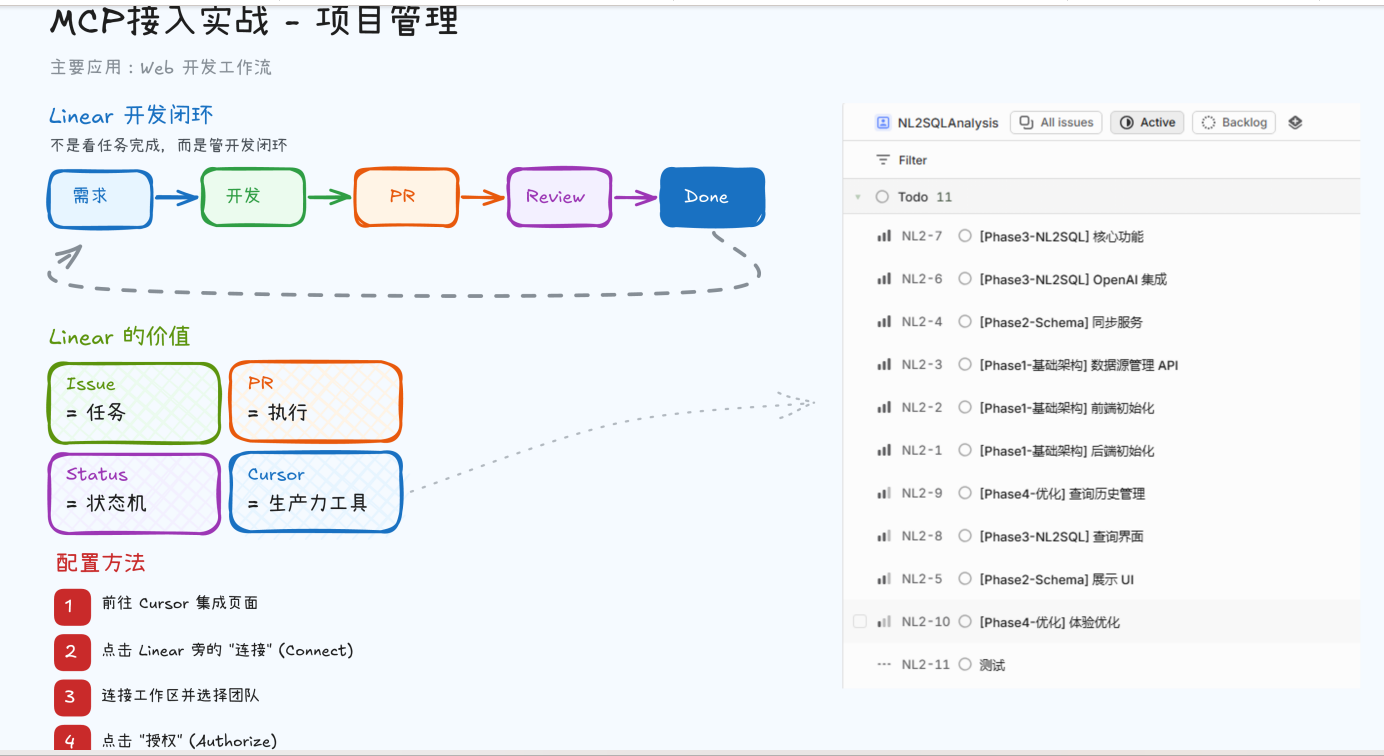 MCP接入实战 - 项目管理
主要应用：Web 开发工作流
Linear 开发闭环
不是看任务完成，而是管开发闭环
需求
开发
PR
Review
Done
Linear 的价值
Issue
= 任务
PR
= 执行
Status
= 状态机
Cursor
= 生产力工具
配置方法
1 前往 Cursor 集成页面
2 点击 Linear 旁的 "连接" (Connect)
3 连接工作区并选择团队
4 点击 "授权" (Authorize)
NL2SQLAnalysis All issues Active Backlog
Filter
Todo 11
NL2-7 [Phase3-NL2SQL] 核心功能
NL2-6 [Phase3-NL2SQL] OpenAI 集成
NL2-4 [Phase2-Schema] 同步服务
NL2-3 [Phase1-基础架构] 数据源管理 API
NL2-2 [Phase1-基础架构] 前端初始化
NL2-1 [Phase1-基础架构] 后端初始化
NL2-9 [Phase4-优化] 查询历史管理
NL2-8 [Phase3-NL2SQL] 查询界面
NL2-5 [Phase2-Schema] 展示 UI
NL2-10 [Phase4-优化] 体验优化
NL2-11 测试